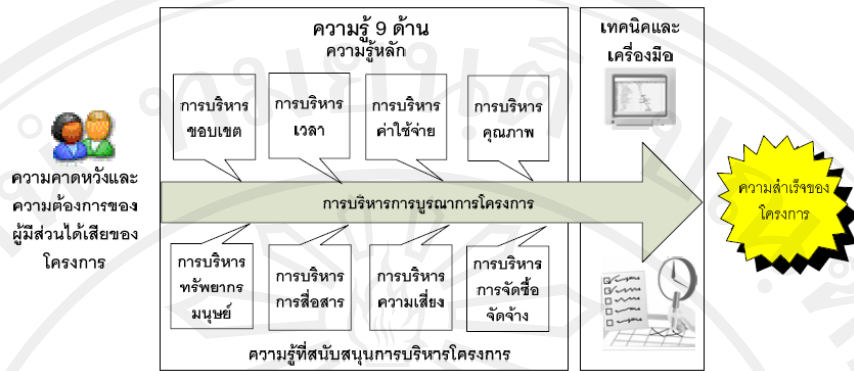 ความรู้ 9 ด้าน
ความรู้หลัก
เทคนิคและ
เครื่องมือ
การบริหาร
ขอบเขต
การบริหาร
เวลา
การบริหาร
ค่าใช้จ่าย
การบริหาร
คุณภาพ
ความคาดหวังและ
ความต้องการของ
ผู้มีส่วนได้เสียของ
โครงการ
การบริหารการบูรณาการโครงการ
ความสำเร็จของ
โครงการ
การบริหาร
ทรัพยากร
มนุษย์
การบริหาร
การสื่อสาร
การบริหาร
ความเสี่ยง
การบริหาร
การจัดซื้อ
จัดจ้าง
ความรู้ที่สนับสนุนการบริหารโครงการ